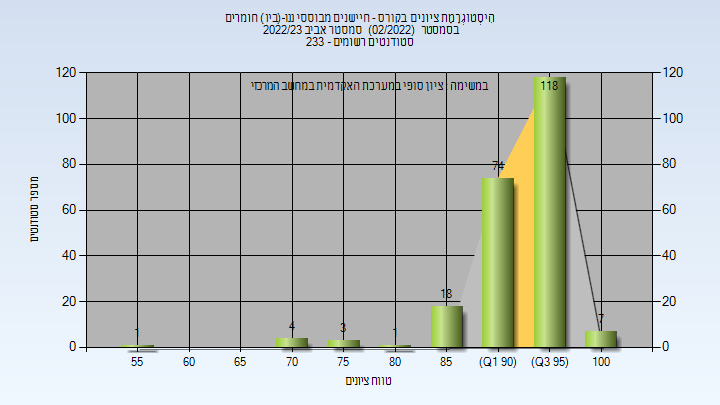 היסטוגרמת ציונים בקורס - חיישנים מבוססי ננו-(ביו) חומרים
בסמסטר (02/2022) סמסטר אביב 2022/23
סטודנטים רשומים - 233
במשימה : ציון סופי במערכת האקדמית במחשב המרכזי
מספר סטודנטים
120 120
100 100
80 80
60 60
40 40
20 20
0 0
1 4 3 1 18 74 118 7
55 60 65 70 75 80 85 (Q1 90) (Q3 95) 100
טווח ציונים